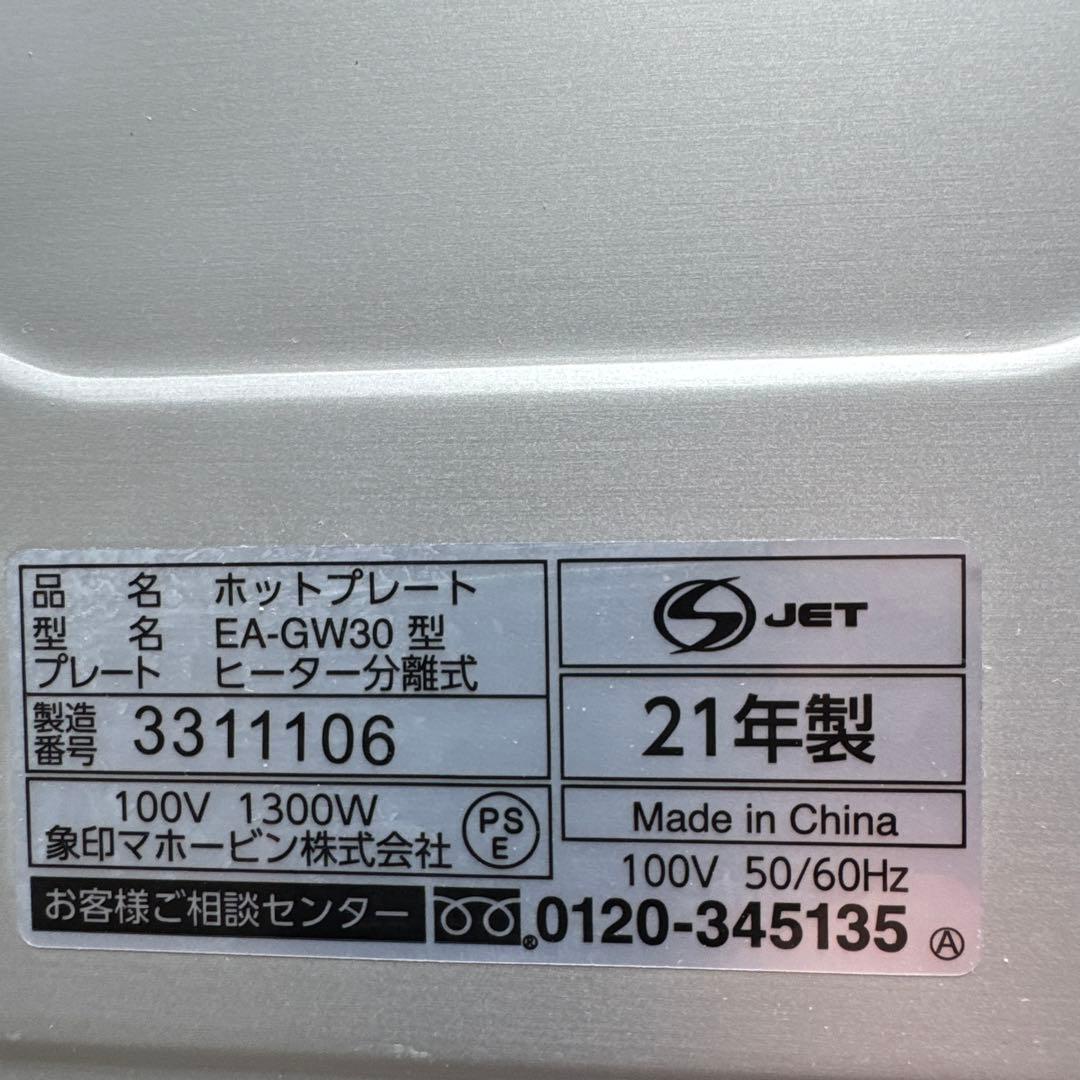 品名 ホットプレート
型名 EA-GW30 型
プレート ヒーター分離式
製造番号 3311106
100V 1300W
象印マホービン株式会社
PS
E
S JET
21年製
Made in China
100V 50/60Hz
お客様ご相談センター ®0120-345135 A